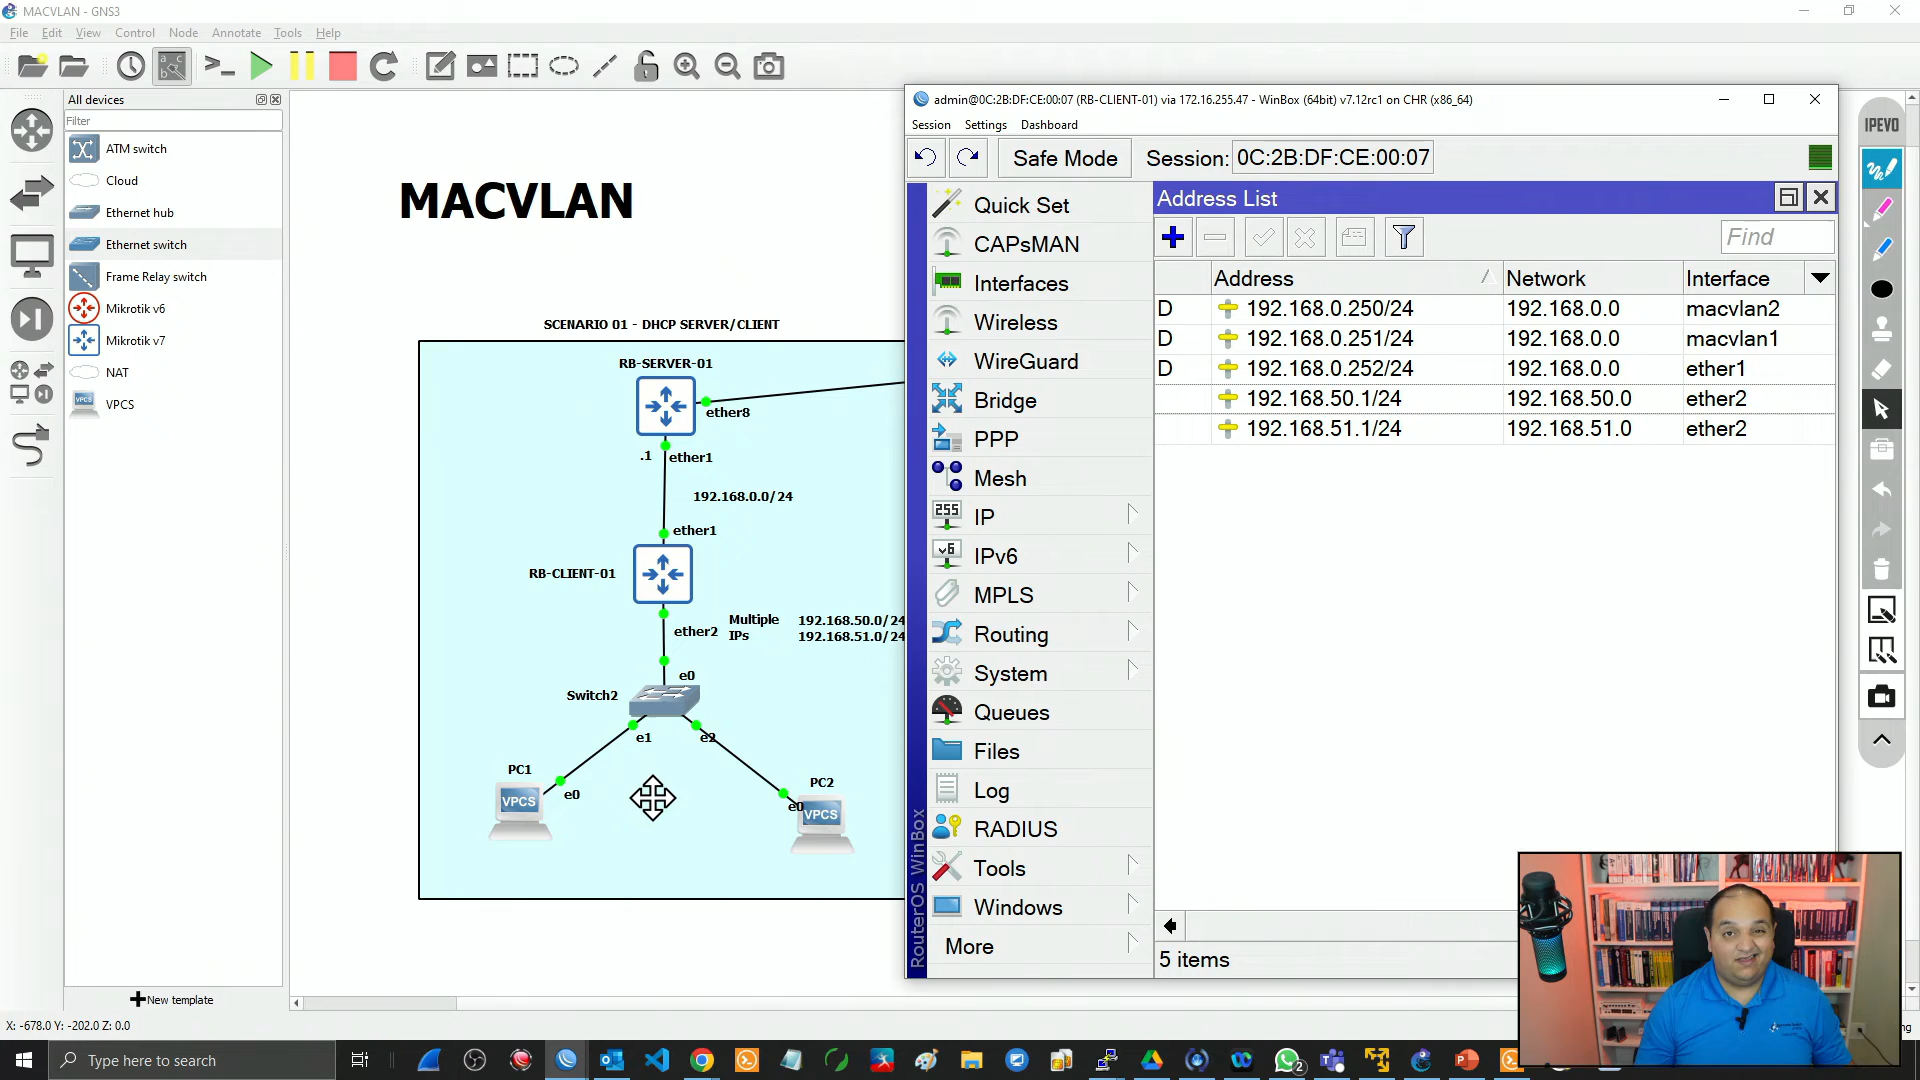 MACVLAN - GNS3
File Edit View Control Node Annotate Tools Help
All devices
Filter
ATM switch
Cloud
Ethernet hub
Ethernet switch
Frame Relay switch
Mikrotik v6
Mikrotik v7
NAT
VPCS
New template
X: -678.0 Y: -202.0 Z: 0.0
MACVLAN
SCENARIO 01 - DHCP SERVER/CLIENT
RB-SERVER-01
ether8
.1 ether1
192.168.0.0/24
ether1
RB-CLIENT-01
ether2
Multiple
IPs
192.168.50.0/24
192.168.51.0/24
e0
Switch2
e1
e2
PC1
e0
VPCS
PC2
e0
VPCS
admin@0C:2B:DF:CE:00:07 (RB-CLIENT-01) via 172.16.255.47 - WinBox (64bit) v7.12rc1 on CHR (x86_64)
Session Settings Dashboard
Safe Mode
Session: 0C:2B:DF:CE:00:07
RouterOS WinBox
Quick Set
CAPsMAN
Interfaces
Wireless
WireGuard
Bridge
PPP
Mesh
255 IP
v6 IPv6
MPLS
Routing
System
Queues
Files
Log
RADIUS
Tools
Windows
More
Address List
Find
Address Network Interface
D 192.168.0.250/24 192.168.0.0 macvlan2
D 192.168.0.251/24 192.168.0.0 macvlan1
D 192.168.0.252/24 192.168.0.0 ether1
192.168.50.1/24 192.168.50.0 ether2
192.168.51.1/24 192.168.51.0 ether2
5 items
IPEVO
Type here to search
2